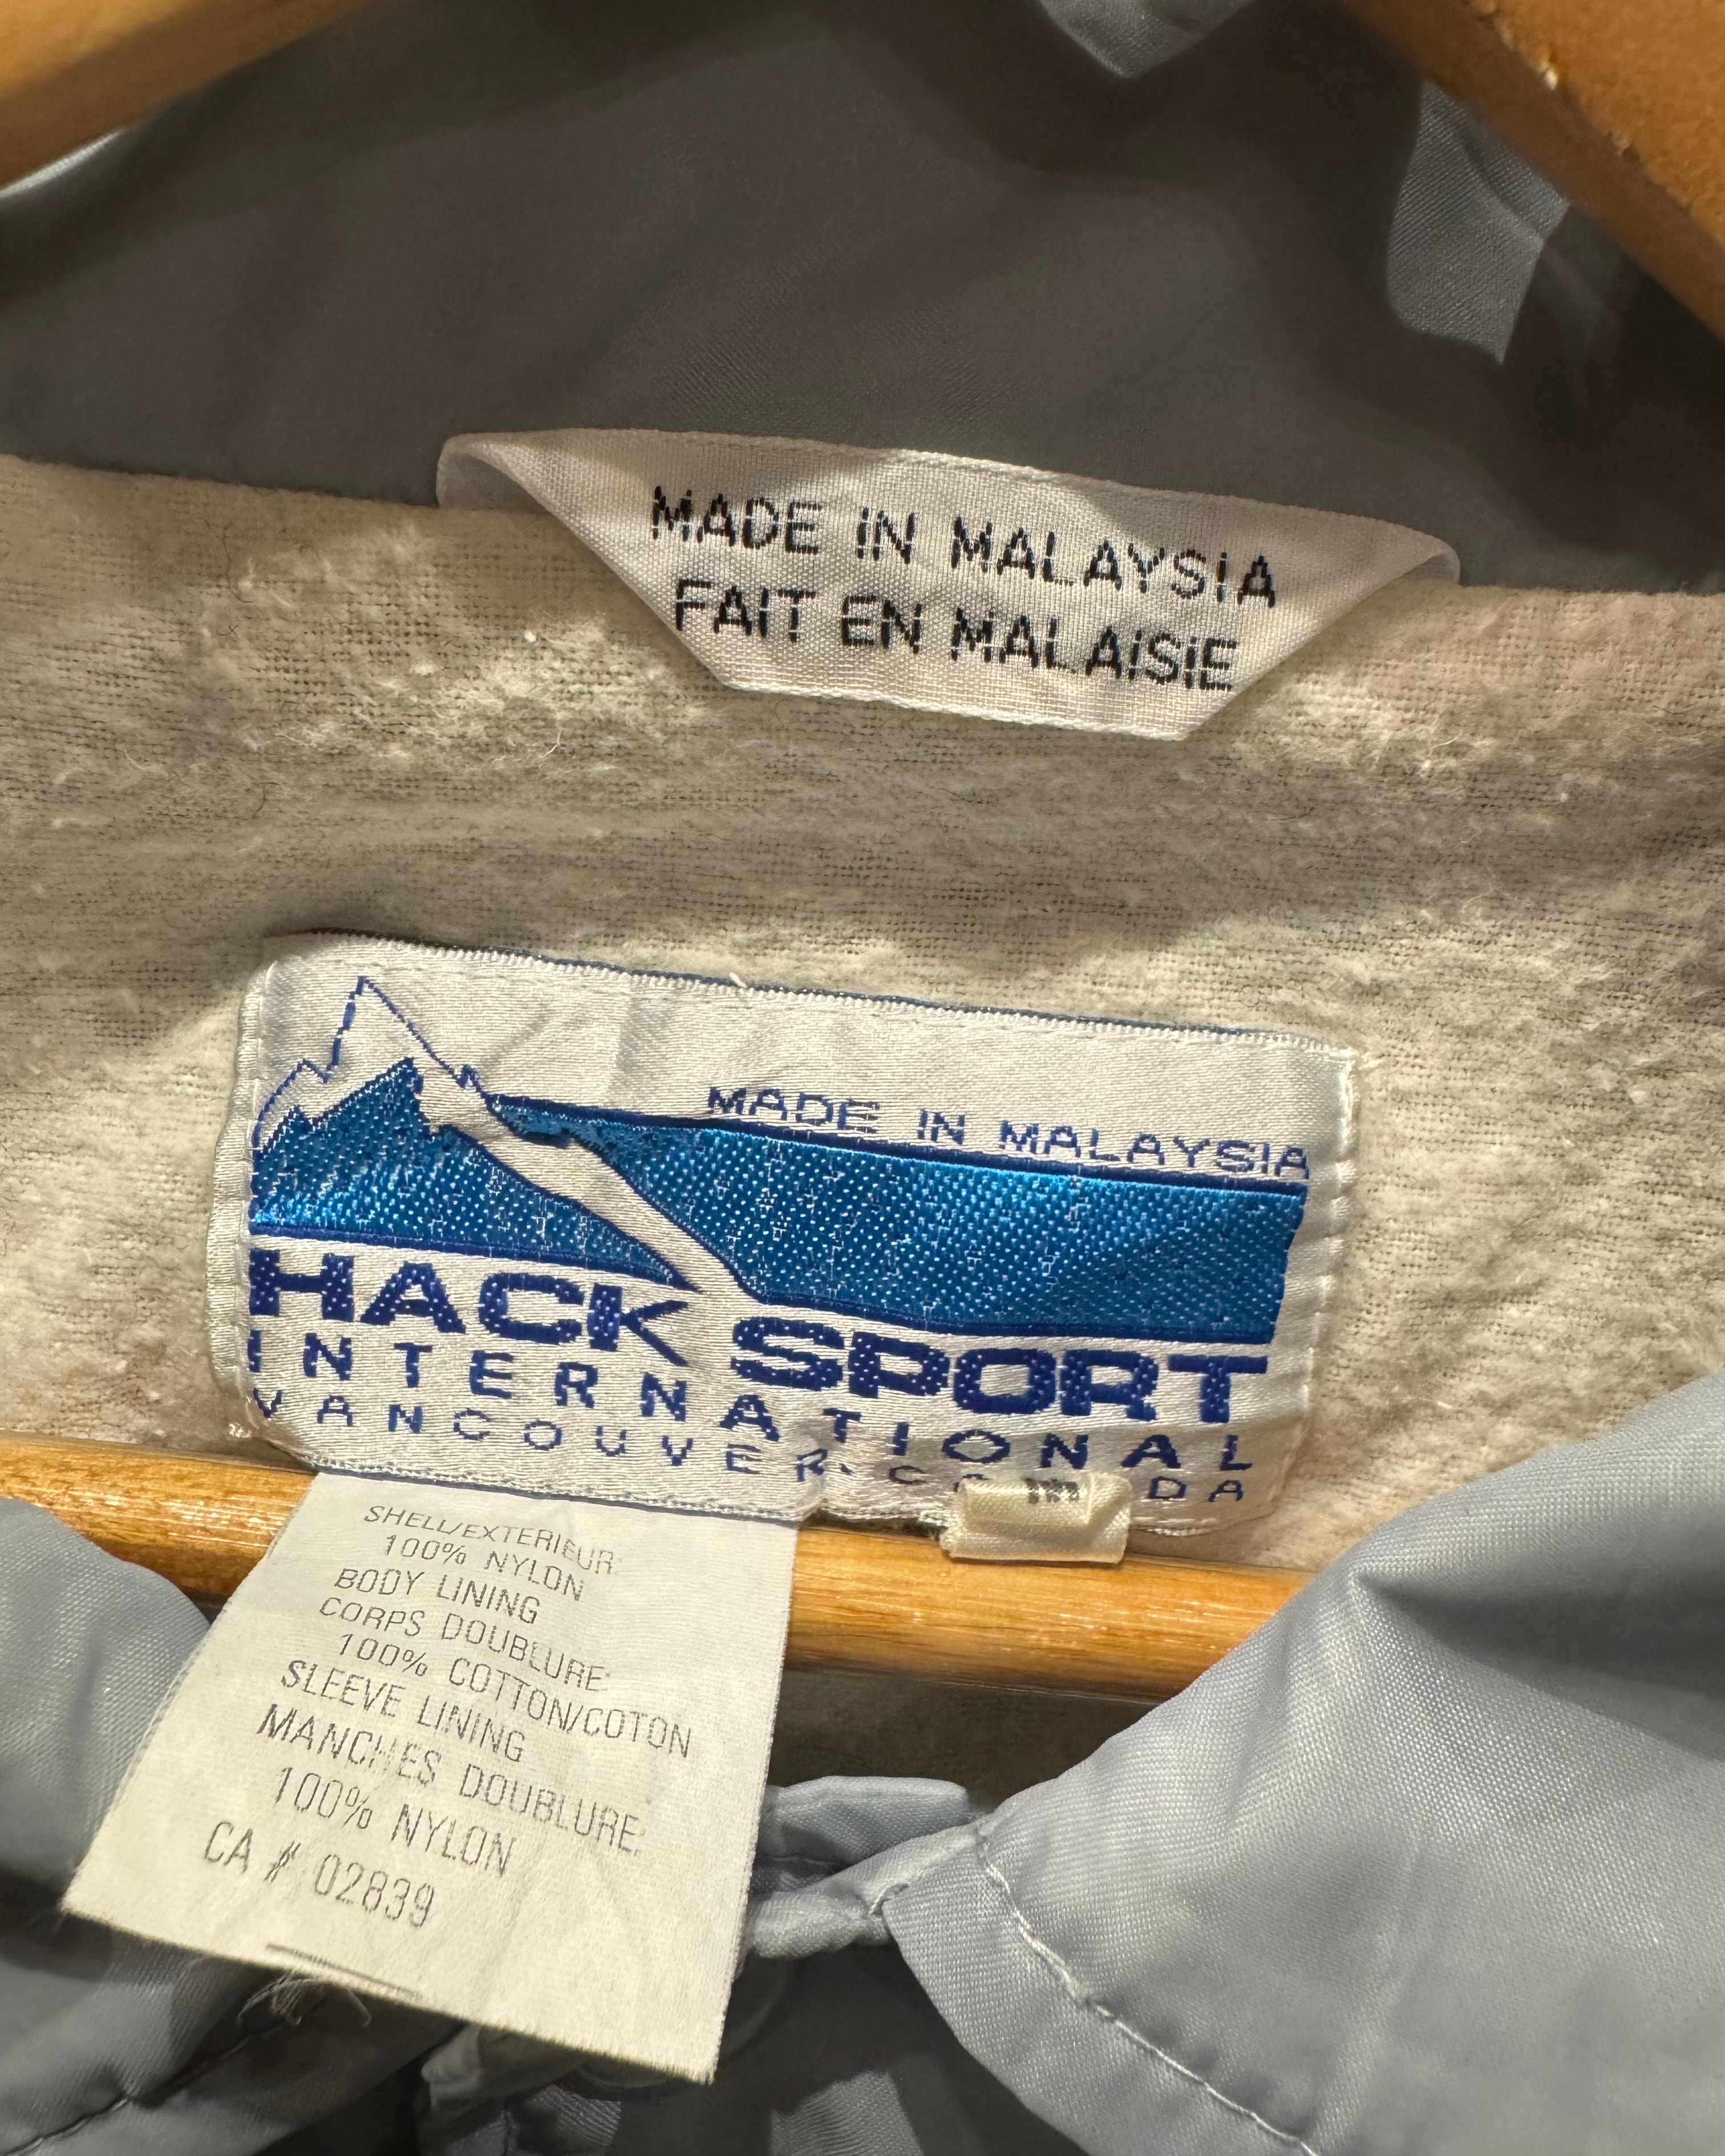 MADE IN MALAYSIA
FAIT EN MALAISIE
MADE IN MALAYSIA
HACK SPORT
INTERNATIONAL
VANCOUVER.
SHELL/EXTERIEUR:
100% NYLON
BODY LINING
CORPS DOUBLURE:
100% COTTON/COTON
SLEEVE LINING
MANCHES DOUBLURE:
100% NYLON
CA # 02839